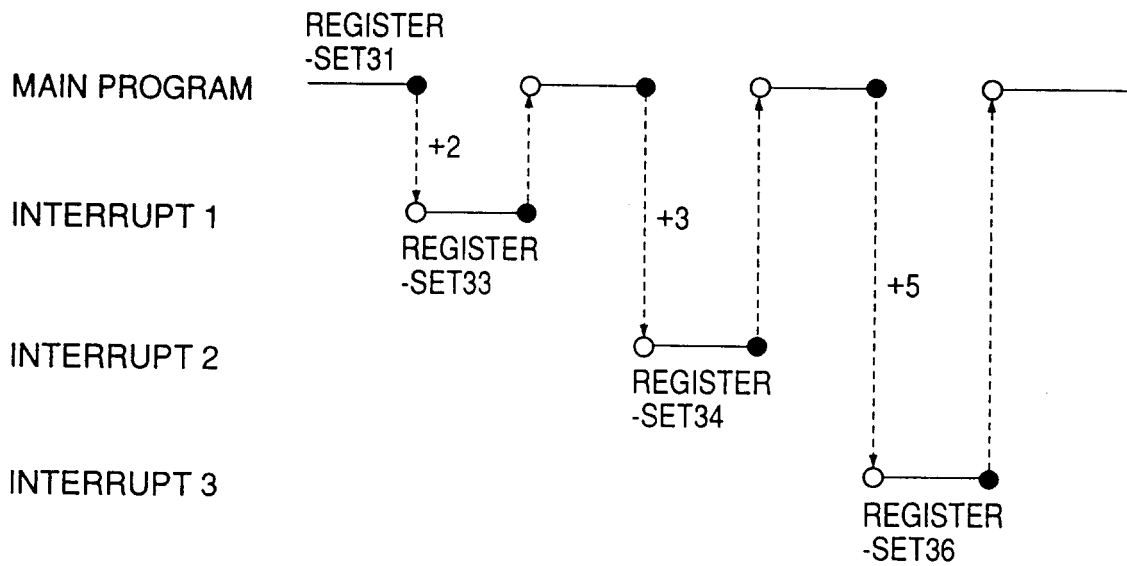 REGISTER
-SET31
MAIN PROGRAM
+2
INTERRUPT 1
+3
REGISTER
-SET33
+5
INTERRUPT 2
REGISTER
-SET34
INTERRUPT 3
REGISTER
-SET36